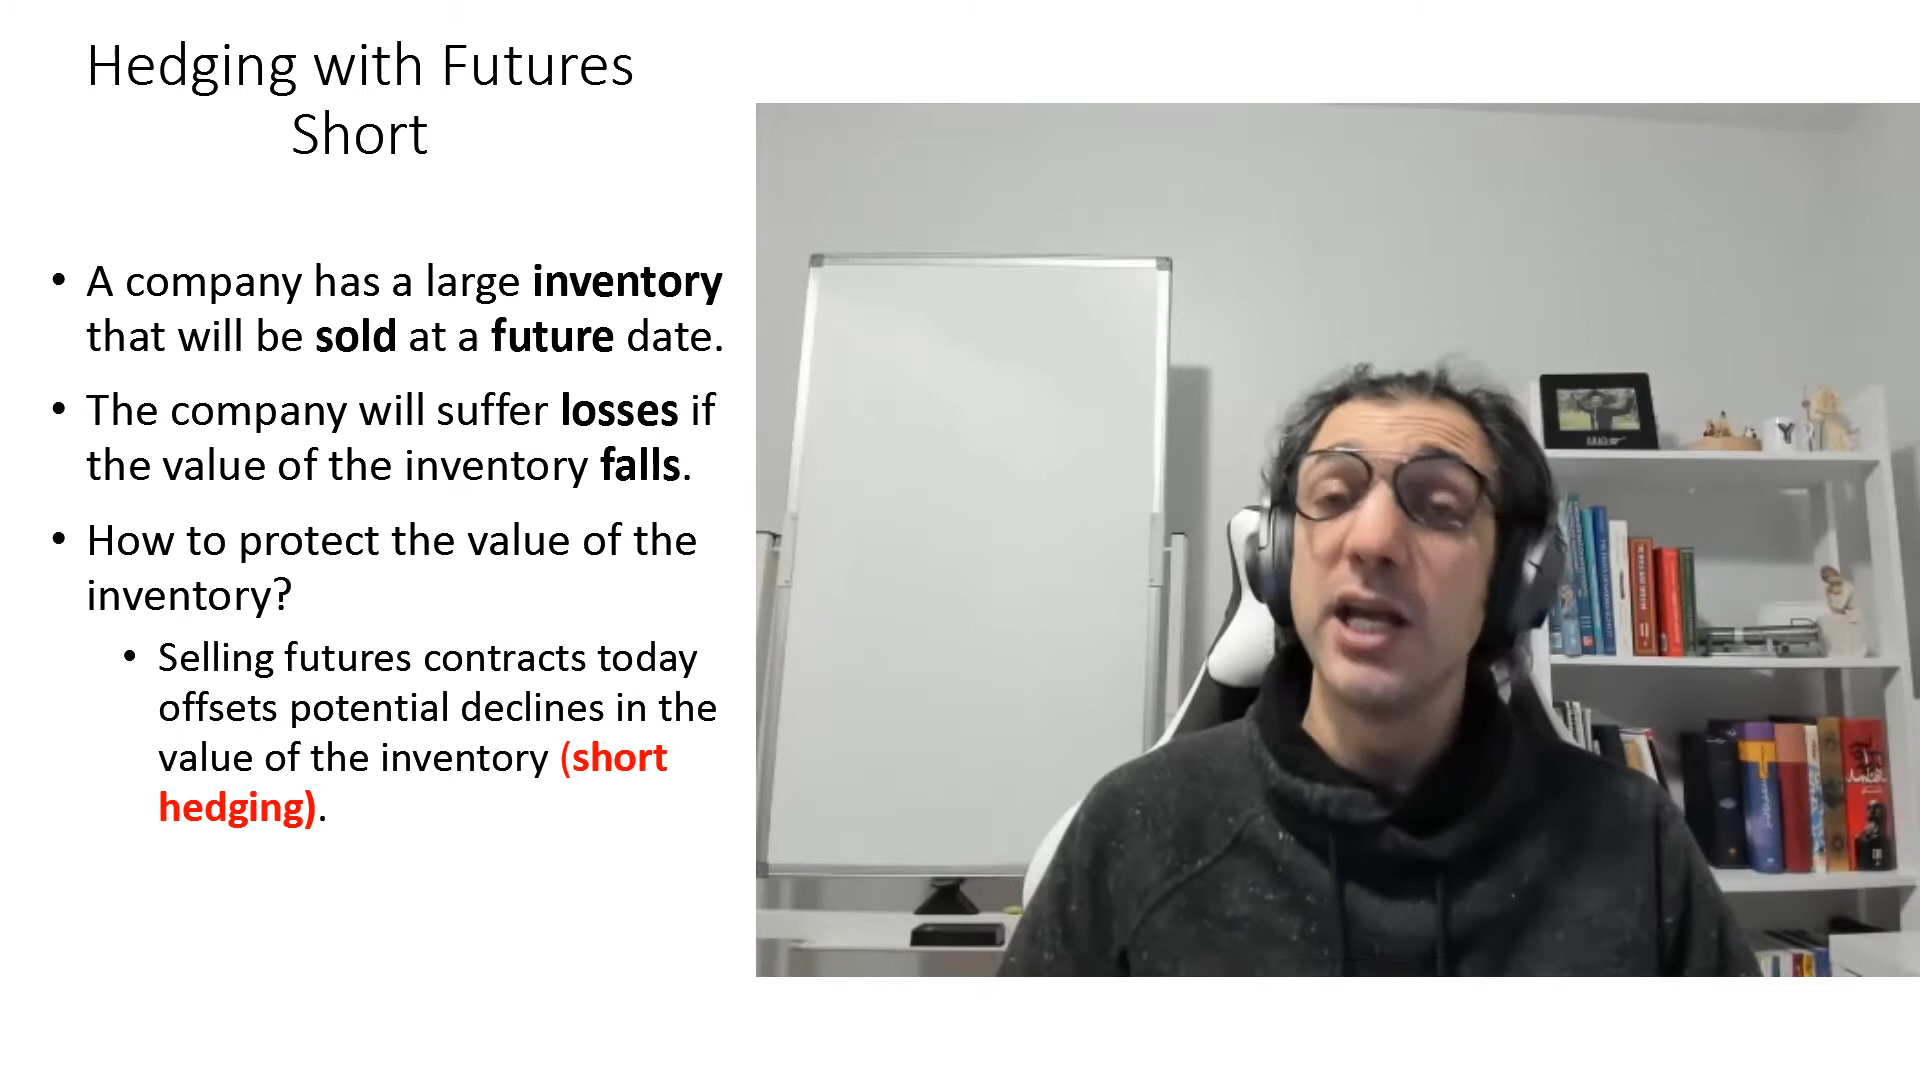 Hedging with Futures
Short
• A company has a large inventory
that will be sold at a future date.
• The company will suffer losses if
the value of the inventory falls.
• How to protect the value of the
inventory?
• Selling futures contracts today
offsets potential declines in the
value of the inventory (short
hedging).
Y